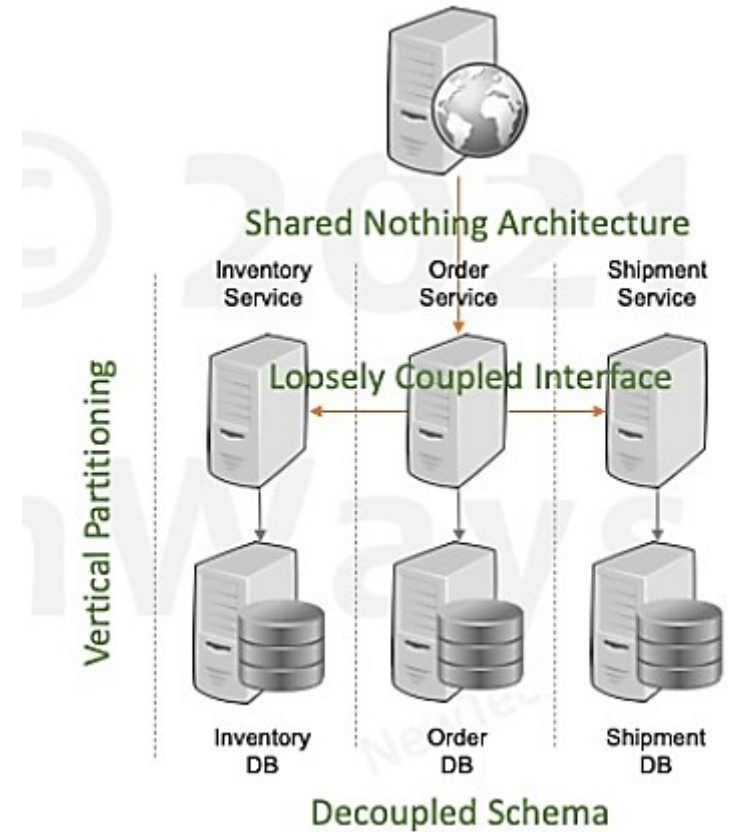 © 2021
Shared Nothing Architecture
Inventory
Service
Order
Service
Shipment
Service
Loosely Coupled Interface
Vertical Partitioning
Inventory
DB
Order
DB
Shipment
DB
Decoupled Schema